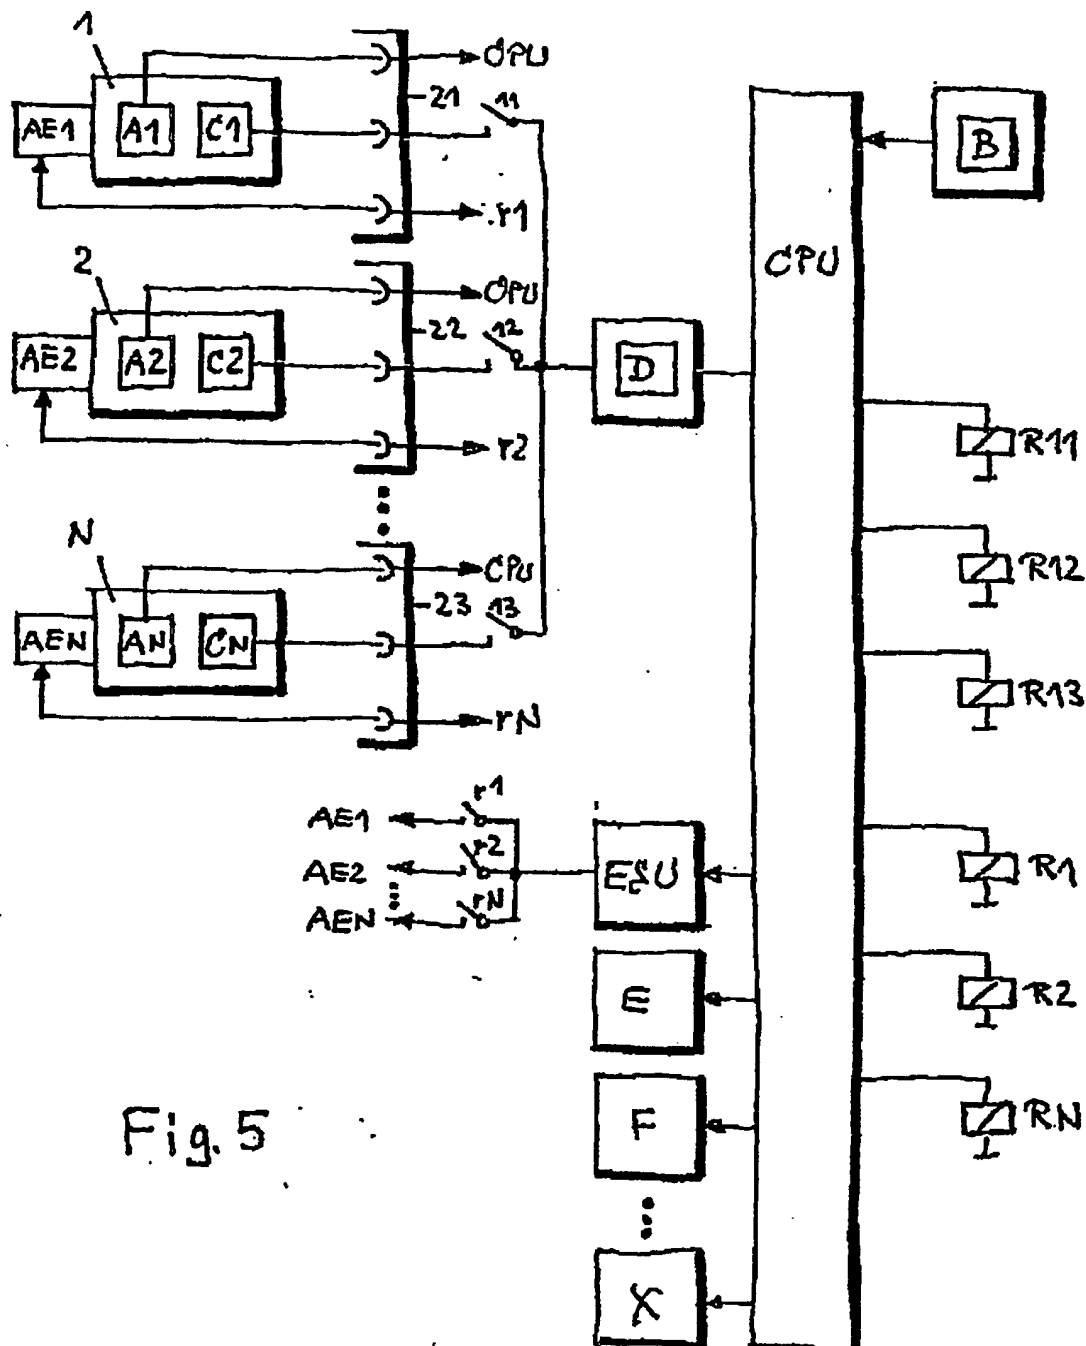 1
CPU
21
11
AE1
A1
C1
r1
B
CPU
2
CPU
22
12
AE2
A2
C2
D
r2
R11
N
CPU
23
13
AEN
AN
CN
rN
R12
R13
r1
AE1
r2
AE2
rN
AEN
ESU
R1
E
R2
F
RN
X
Fig. 5